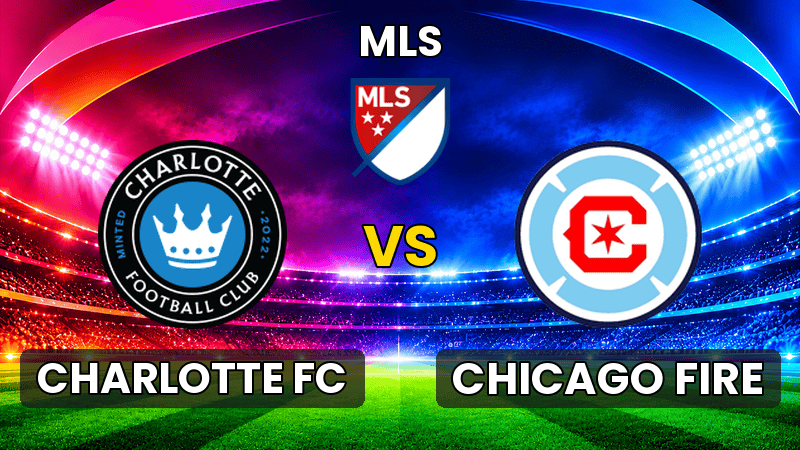 MLS
MLS
CHARLOTTE
MINTED
·2022·
FOOTBALL CLUB
VS
C
CHARLOTTE FC
CHICAGO FIRE